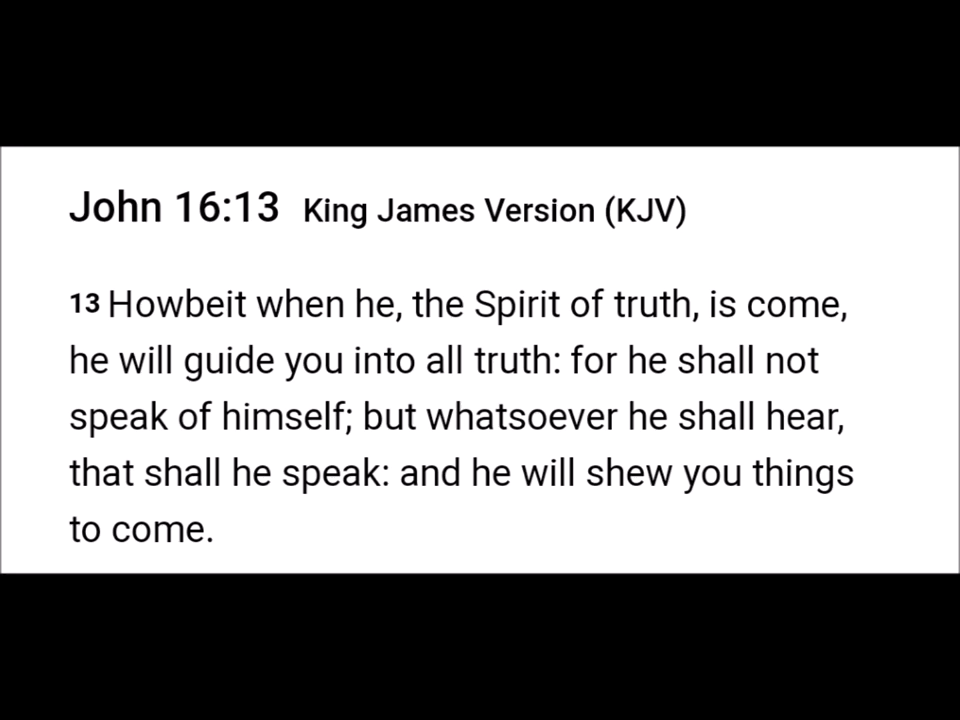 John 16:13 King James Version (KJV)
13 Howbeit when he, the Spirit of truth, is come,
he will guide you into all truth: for he shall not
speak of himself; but whatsoever he shall hear,
that shall he speak: and he will shew you things
to come.